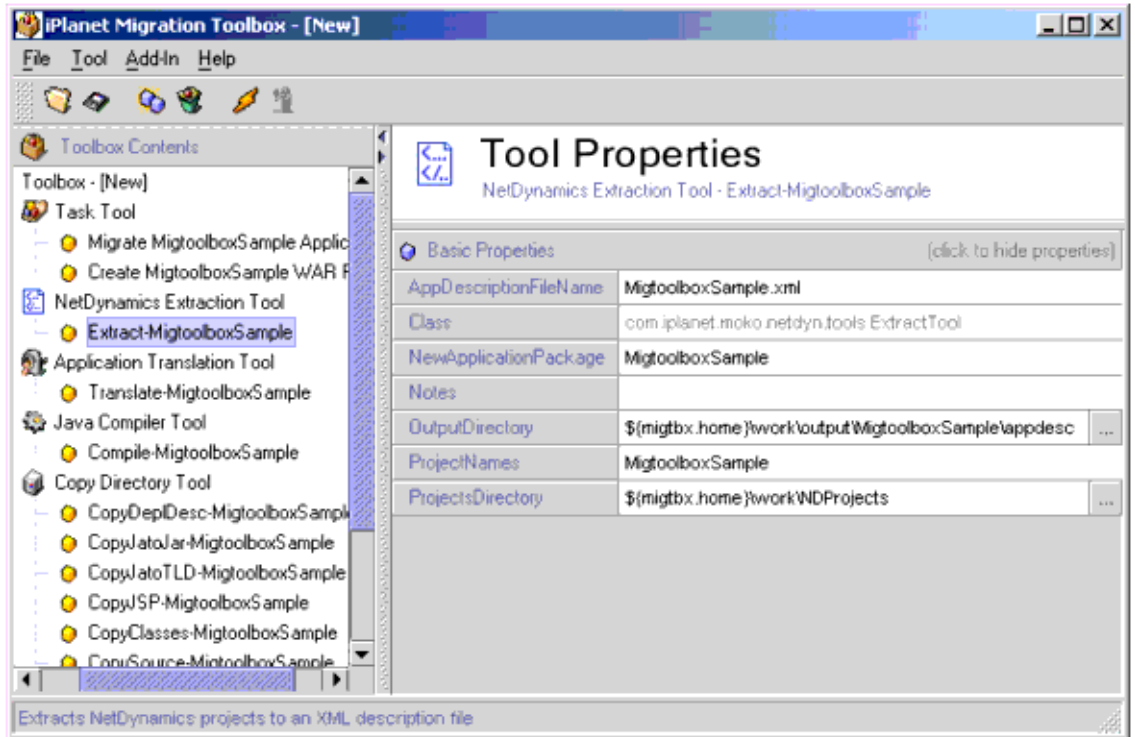 iPlanet Migration Toolbox - [New]
File Tool Add-In Help
Toolbox Contents
Toolbox - [New]
Task Tool
Migrate MigtoolboxSample Applic
Create MigtoolboxSample WAR F
NetDynamics Extraction Tool
Extract-MigtoolboxSample
Application Translation Tool
Translate-MigtoolboxSample
Java Compiler Tool
Compile-MigtoolboxSample
Copy Directory Tool
CopyDeplDesc-MigtoolboxSample
CopyJatoJar-MigtoolboxSample
CopyJatoTLD-MigtoolboxSample
CopyJSP-MigtoolboxSample
CopyClasses-MigtoolboxSample
CopySource-MigtoolboxSample
Tool Properties
NetDynamics Extraction Tool - Extract-MigtoolboxSample
Basic Properties (click to hide properties)
AppDescriptionFileName MigtoolboxSample.xml
Class com.iplanet.moko.netdyn.tools.ExtractTool
NewApplicationPackage MigtoolboxSample
Notes
OutputDirectory ${migtbx.home}\work\output\MigtoolboxSample\appdesc ...
ProjectNames MigtoolboxSample
ProjectsDirectory ${migtbx.home}\work\NDProjects ...
Extracts NetDynamics projects to an XML description file